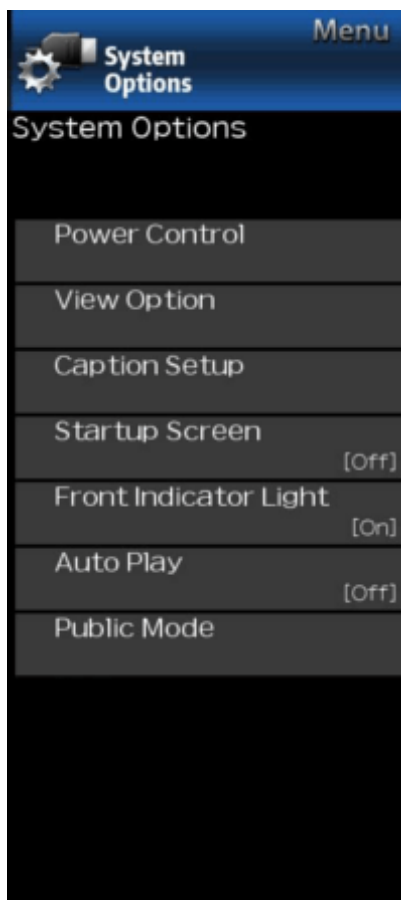 Menu
System
Options
System Options
Power Control
View Option
Caption Setup
Startup Screen
[Off]
Front Indicator Light
[On]
Auto Play
[Off]
Public Mode